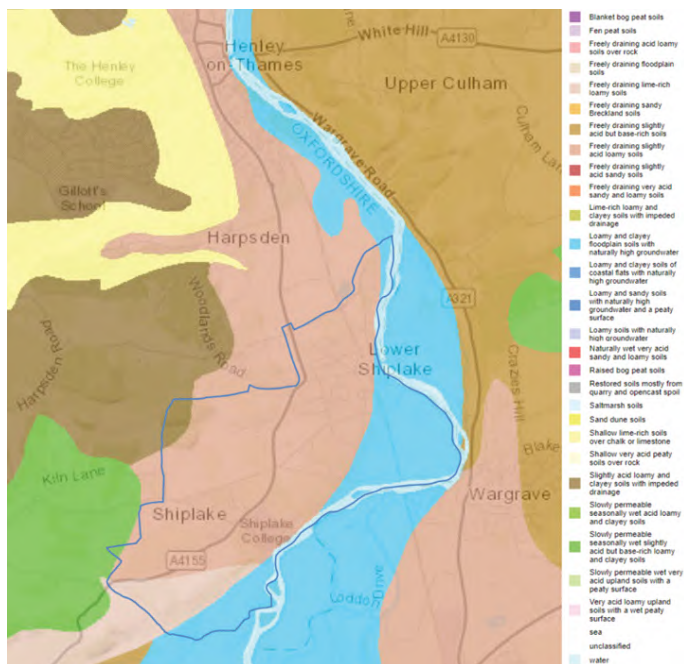 White Hill
A4130
Henley
-on-Thames
The Henley
College
Upper Culham
Culham Lane
Wargrave Road
OXFORDSHIRE
Gillott's
School
Harpsden
A321
Woodlands Road
Harpsden
Road
Lower
Shiplake
Crazies Hill
Blake
Kiln Lane
Wargrave
Shiplake
Shiplake
College
A4155
Loddon Drive
Blanket bog peat soils
Fen peat soils
Freely draining acid loamy
soils over rock
Freely draining floodplain
soils
Freely draining lime-rich
loamy soils
Freely draining sandy
Breckland soils
Freely draining slightly
acid but base-rich soils
Freely draining slightly
acid loamy soils
Freely draining slightly
acid sandy soils
Freely draining very acid
sandy and loamy soils
Lime-rich loamy and
clayey soils with impeded
drainage
Loamy and clayey
floodplain soils with
naturally high groundwater
Loamy and clayey soils of
coastal flats with naturally
high groundwater
Loamy and sandy soils
with naturally high
groundwater and a peaty
surface
Loamy soils with naturally
high groundwater
Naturally wet very acid
sandy and loamy soils
Raised bog peat soils
Restored soils mostly from
quarry and opencast spoil
Saltmarsh soils
Sand dune soils
Shallow lime-rich soils
over chalk or limestone
Shallow very acid peaty
soils over rock
Slightly acid loamy and
clayey soils with impeded
drainage
Slowly permeable
seasonally wet acid loamy
and clayey soils
Slowly permeable
seasonally wet slightly
acid but base-rich loamy
and clayey soils
Slowly permeable wet very
acid upland soils with a
peaty surface
Very acid loamy upland
soils with a wet peaty
surface
sea
unclassified
water